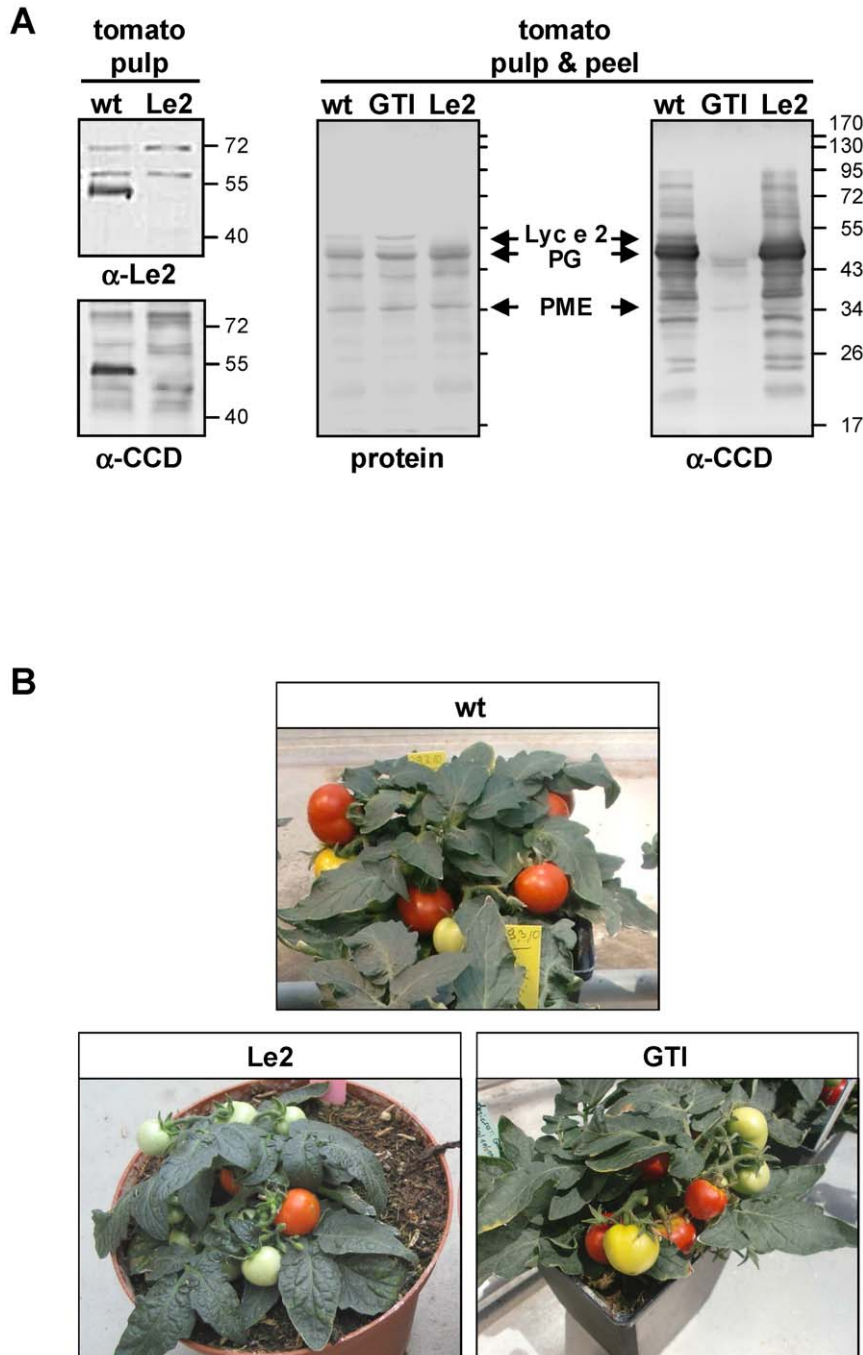 A
tomato
pulp
wt Le2
72
55
40
α-Le2
72
55
40
α-CCD
tomato
pulp & peel
wt GTI Le2
protein
Lyc e 2
PG
PME
wt GTI Le2
170
130
95
72
55
43
34
26
17
α-CCD
B
wt
Le2
GTI